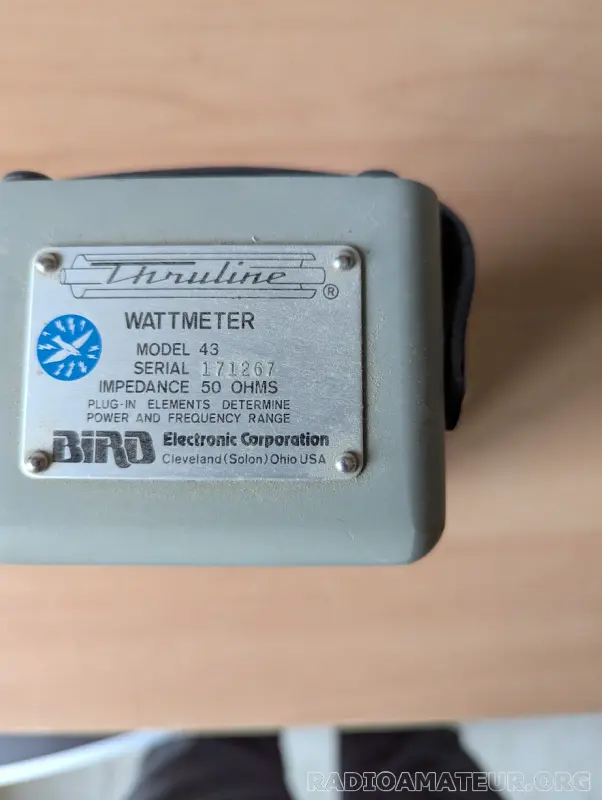 Thruline
®
WATTMETER
MODEL 43
SERIAL 171267
IMPEDANCE 50 OHMS
PLUG-IN ELEMENTS DETERMINE
POWER AND FREQUENCY RANGE
BIRD Electronic Corporation
Cleveland (Solon) Ohio USA
RADIOAMATEUR.ORG